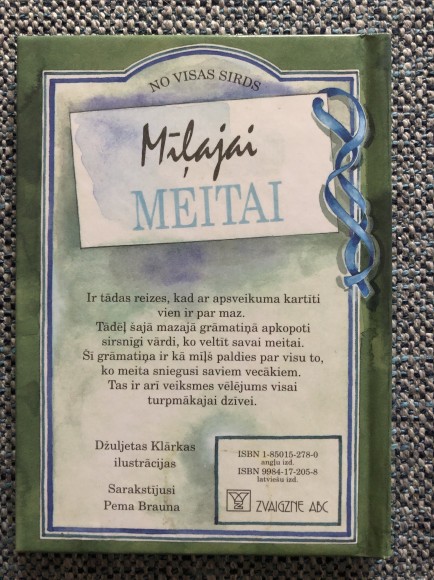 NO VISAS SIRDS
Mīļajai
MEITAI
Ir tādas reizes, kad ar apsveikuma kartīti
vien ir par maz.
Tādēļ šajā mazajā grāmatiņā apkopoti
sirsnīgi vārdi, ko veltīt savai meitai.
Šī grāmatiņa ir kā mīļš paldies par visu to,
ko meita sniegusi saviem vecākiem.
Tas ir arī veiksmes vēlējums visai
turpmākajai dzīvei.
Džuljetas Klārkas
ilustrācijas
Sarakstījusi
Pema Brauna
ISBN 1-85015-278-0
angļu izd.
ISBN 9984-17-205-8
latviešu izd.
ZVAIGZNE ABC